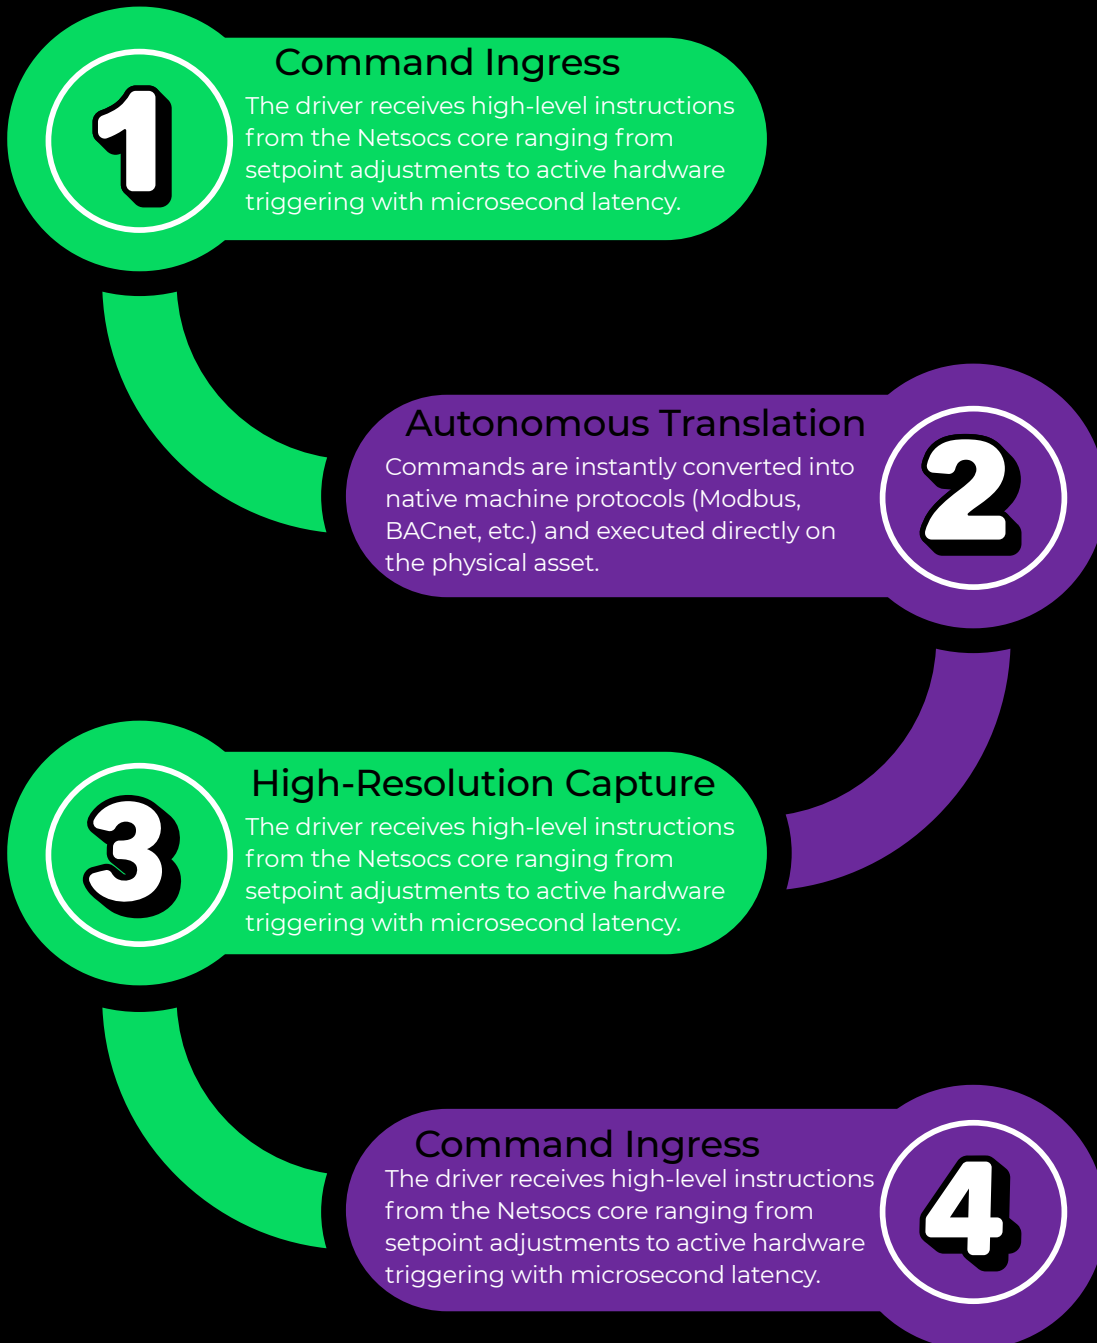 1
Command Ingress
The driver receives high-level instructions
from the Netsocs core ranging from
setpoint adjustments to active hardware
triggering with microsecond latency.
Autonomous Translation
Commands are instantly converted into
native machine protocols (Modbus,
BACnet, etc.) and executed directly on
the physical asset.
2
3
High-Resolution Capture
The driver receives high-level instructions
from the Netsocs core ranging from
setpoint adjustments to active hardware
triggering with microsecond latency.
Command Ingress
The driver receives high-level instructions
from the Netsocs core ranging from
setpoint adjustments to active hardware
triggering with microsecond latency.
4